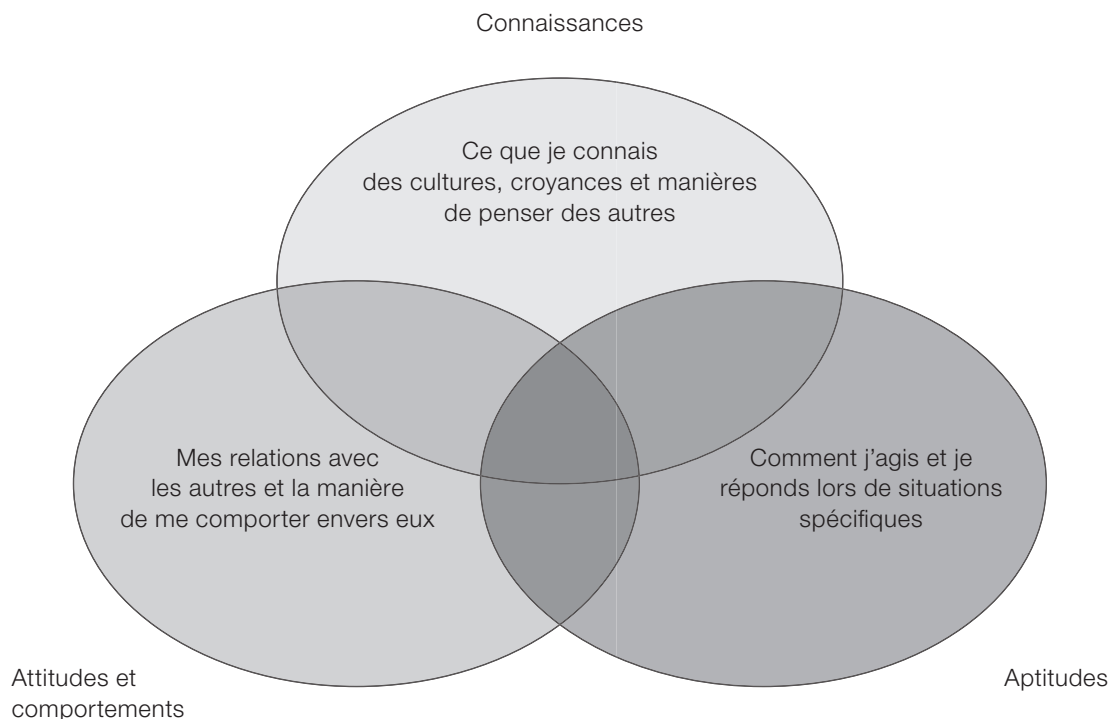 Connaissances
Ce que je connais
des cultures, croyances et manières
de penser des autres
Mes relations avec
les autres et la manière
de me comporter envers eux
Comment j'agis et je
réponds lors de situations
spécifiques
Attitudes et
comportements
Aptitudes